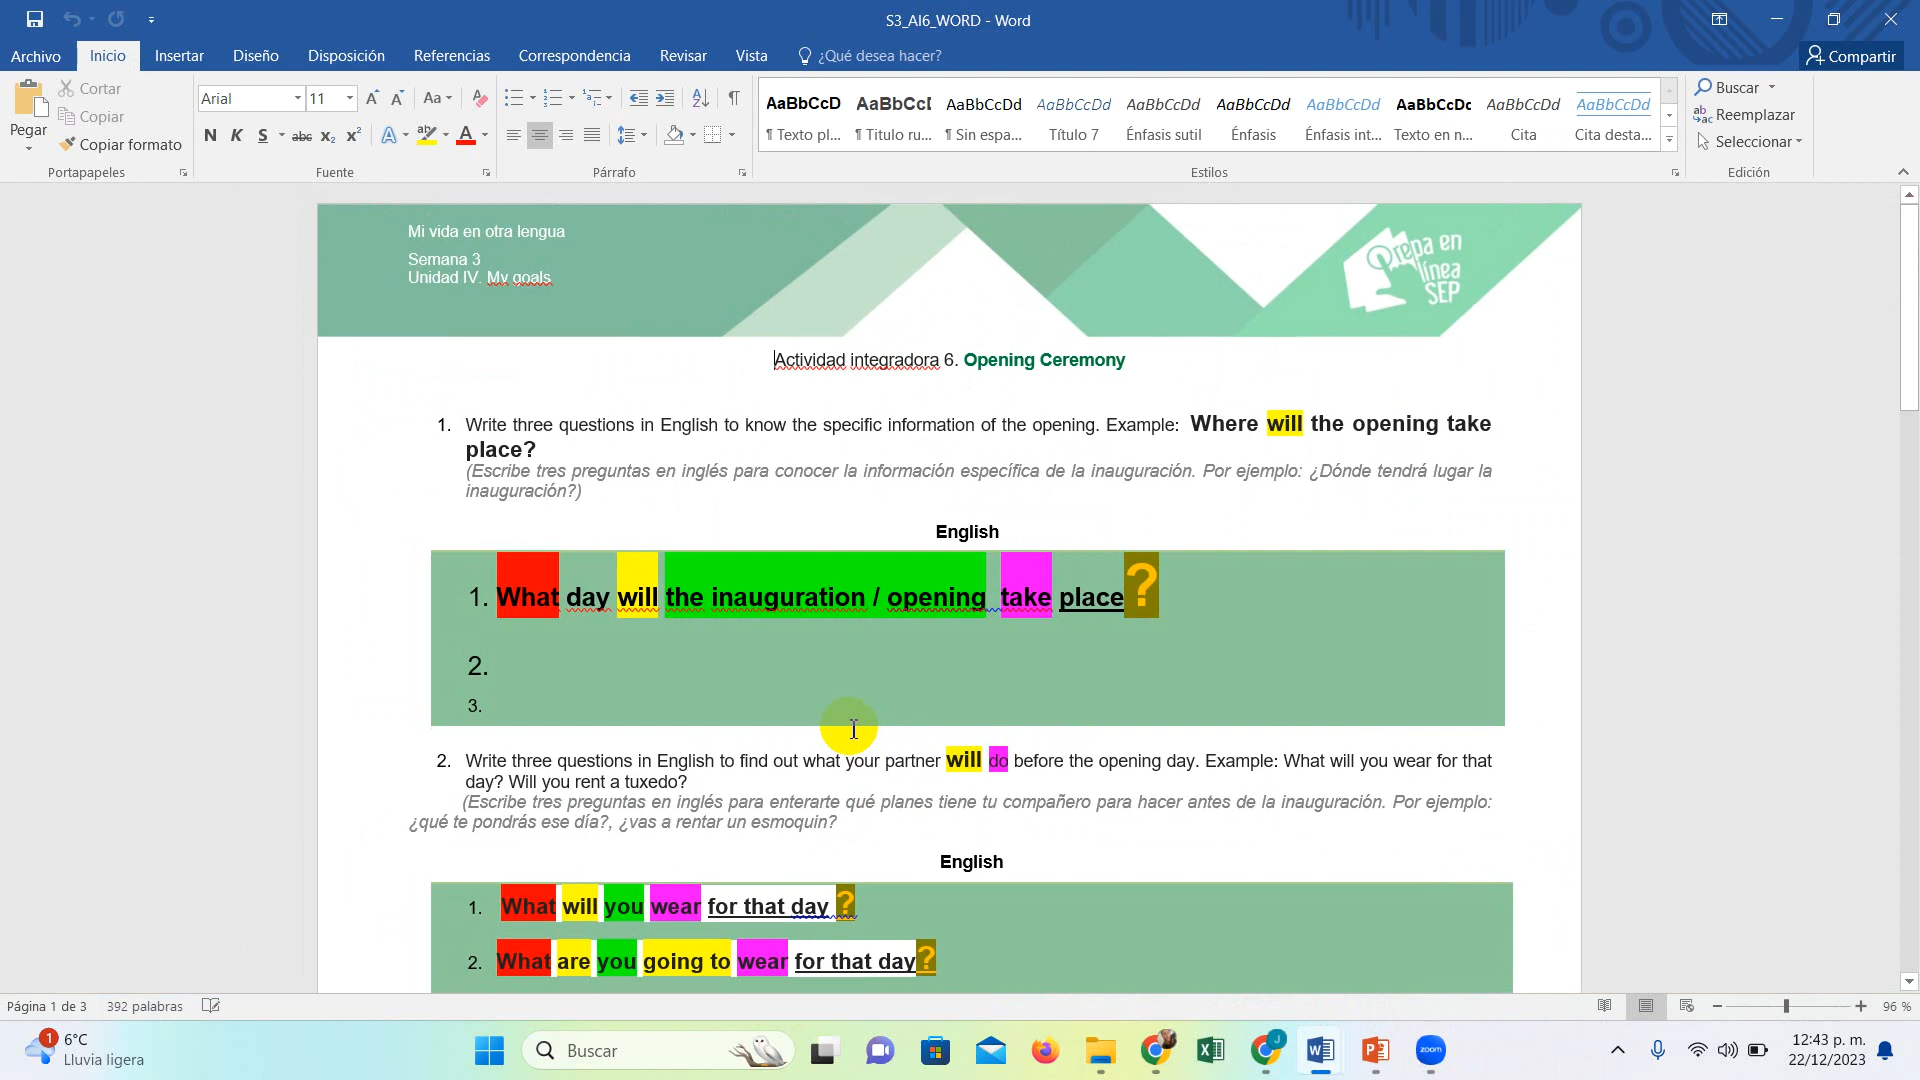 S3_AI6_WORD - Word
Archivo Inicio Insertar Diseño Disposición Referencias Correspondencia Revisar Vista ¿Qué desea hacer? Compartir
Pegar Cortar Copiar Copiar formato
Portapapeles
Arial 11
Fuente
Párrafo
AaBbCcD AaBbCcI AaBbCcDd AaBbCcDd AaBbCcDd AaBbCcDd AaBbCcDd AaBbCcDc AaBbCcDd AaBbCcDd
¶ Texto pl... ¶ Titulo ru... ¶ Sin espa... Título 7 Énfasis sutil Énfasis Énfasis int... Texto en n... Cita Cita desta...
Estilos
Buscar
Reemplazar
Seleccionar
Edición
Mi vida en otra lengua
Semana 3
Unidad IV. My goals
Prepa en
línea
SEP
Actividad integradora 6. Opening Ceremony
1. Write three questions in English to know the specific information of the opening. Example: Where will the opening take
place?
(Escribe tres preguntas en inglés para conocer la información específica de la inauguración. Por ejemplo: ¿Dónde tendrá lugar la
inauguración?)
English
1. What day will the inauguration / opening take place?
2.
3.
2. Write three questions in English to find out what your partner will do before the opening day. Example: What will you wear for that
day? Will you rent a tuxedo?
(Escribe tres preguntas en inglés para enterarte qué planes tiene tu compañero para hacer antes de la inauguración. Por ejemplo:
¿qué te pondrás ese día?, ¿vas a rentar un esmoquin?
English
1. What will you wear for that day ?
2. What are you going to wear for that day?
Página 1 de 3 392 palabras 96 %
1 6°C
Lluvia ligera
Buscar
zoom
12:43 p. m.
22/12/2023